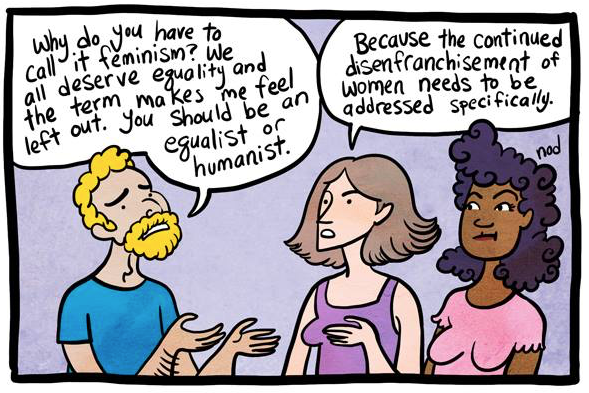 Why do you have to
call it feminism? We
all deserve equality and
the term makes me feel
left out. You should be an
equalist or
humanist.
Because the continued
disenfranchisement of
women needs to be
addressed specifically.
nod